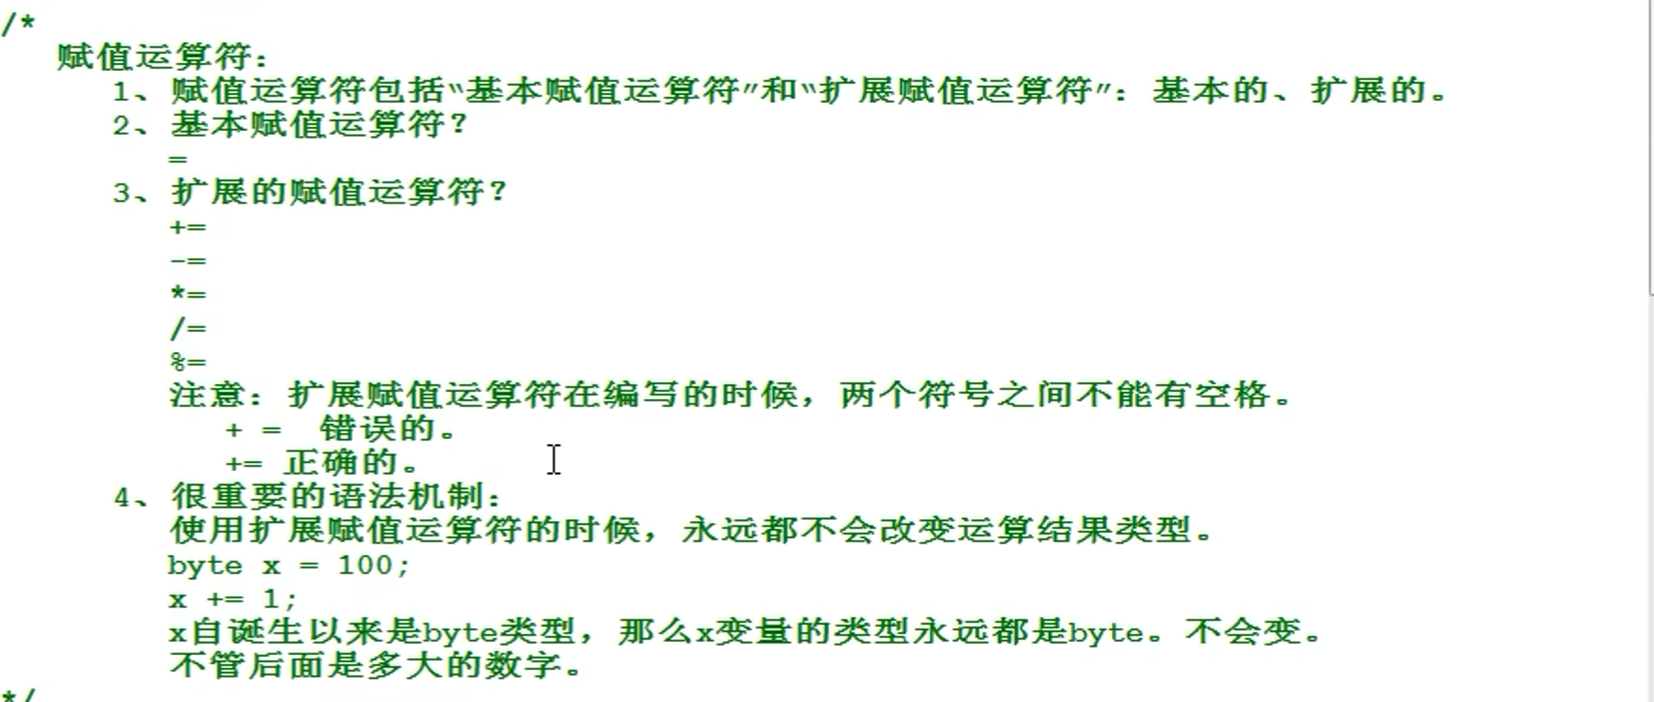 /*
赋值运算符：
1、赋值运算符包括“基本赋值运算符”和“扩展赋值运算符”：基本的、扩展的。
2、基本赋值运算符？
=
3、扩展的赋值运算符？
+=
-=
*=
/=
%=
注意：扩展赋值运算符在编写的时候，两个符号之间不能有空格。
+ =  错误的。
+= 正确的。
4、很重要的语法机制：
使用扩展赋值运算符的时候，永远都不会改变运算结果类型。
byte x = 100;
x += 1;
x自诞生以来是byte类型，那么x变量的类型永远都是byte。不会变。
不管后面是多大的数字。
*/